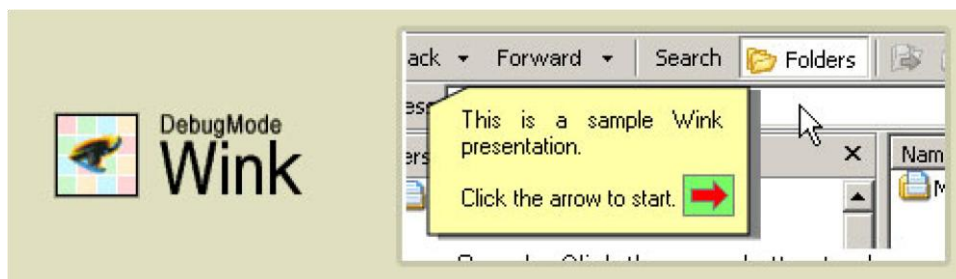 DebugMode
Wink
ack Forward Search Folders
This is a sample Wink
presentation.
Click the arrow to start.
Nam